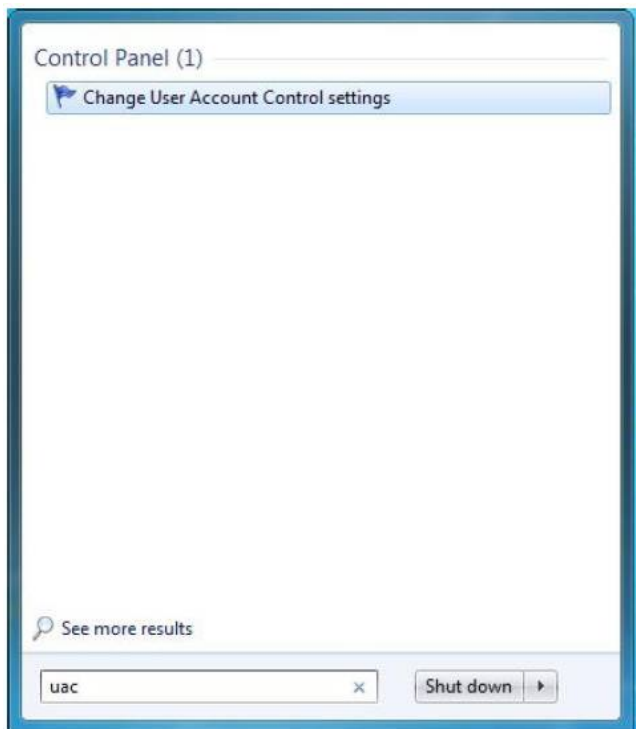 Control Panel (1)
Change User Account Control settings
See more results
uac
Shut down